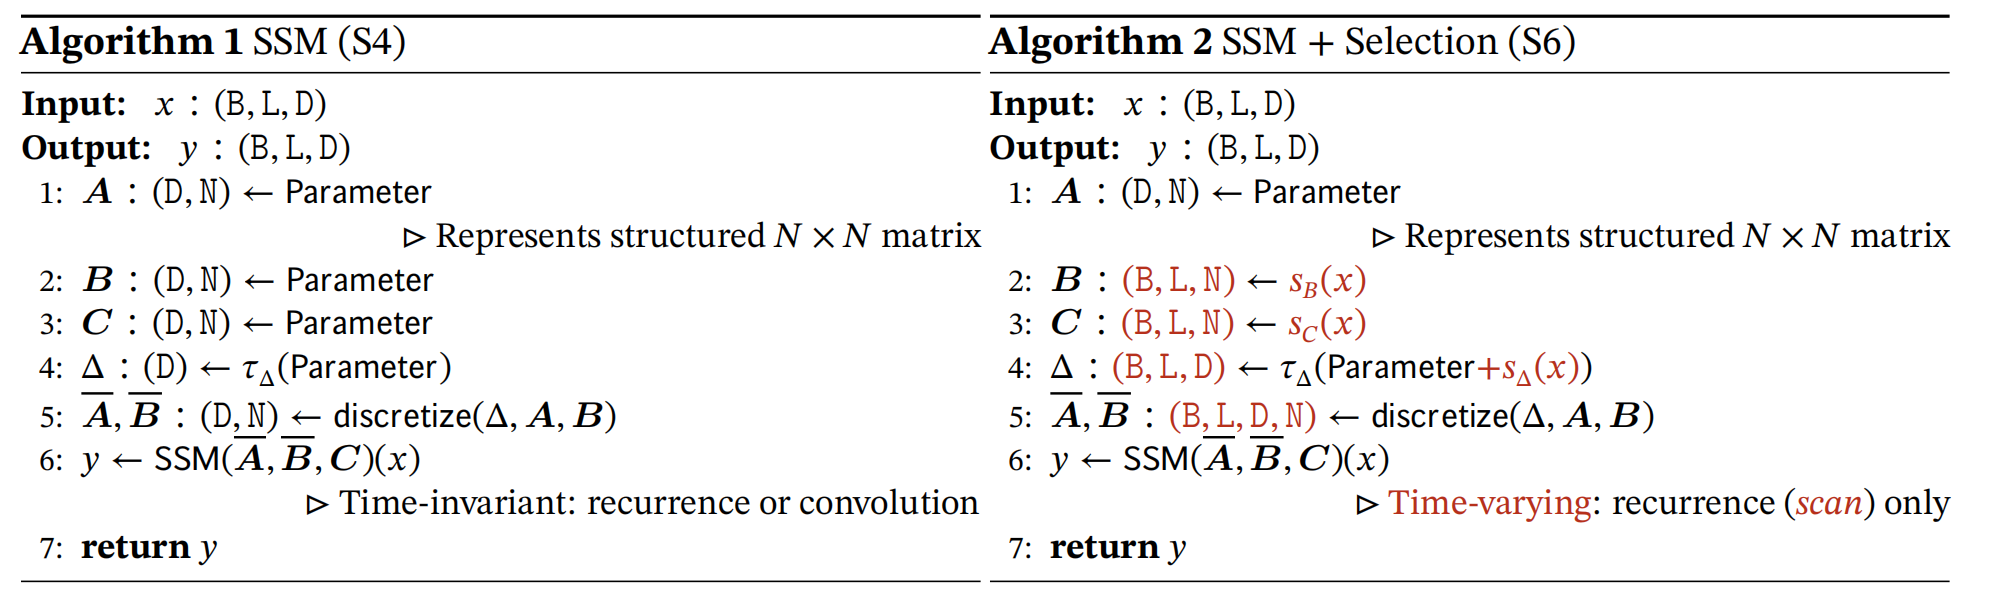 Algorithm 1 SSM (S4)
Input: x : (B, L, D)
Output: y : (B, L, D)
1: A : (D, N) ← Parameter
▷ Represents structured N × N matrix
2: B : (D, N) ← Parameter
3: C : (D, N) ← Parameter
4: Δ : (D) ← τ_Δ(Parameter)
5: A̅, B̅ : (D, N) ← discretize(Δ, A, B)
6: y ← SSM(A̅, B̅, C)(x)
▷ Time-invariant: recurrence or convolution
7: return y
Algorithm 2 SSM + Selection (S6)
Input: x : (B, L, D)
Output: y : (B, L, D)
1: A : (D, N) ← Parameter
▷ Represents structured N × N matrix
2: B : (B, L, N) ← s_B(x)
3: C : (B, L, N) ← s_C(x)
4: Δ : (B, L, D) ← τ_Δ(Parameter+s_Δ(x))
5: A̅, B̅ : (B, L, D, N) ← discretize(Δ, A, B)
6: y ← SSM(A̅, B̅, C)(x)
▷ Time-varying: recurrence (scan) only
7: return y